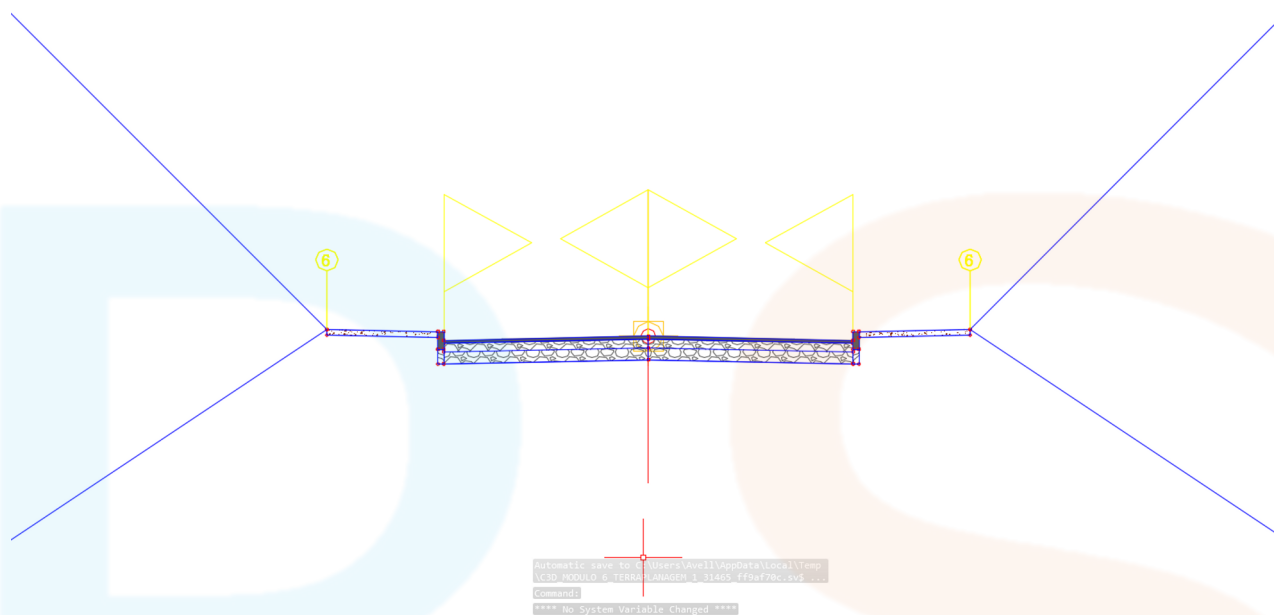 6
6
Automatic save to C:\Users\Avell\AppData\Local\Temp
\C3D_MODULO_6_TERRAPLANAGEM_1_31465_ff9af70c.sv$ ...
Command:
**** No System Variable Changed ****